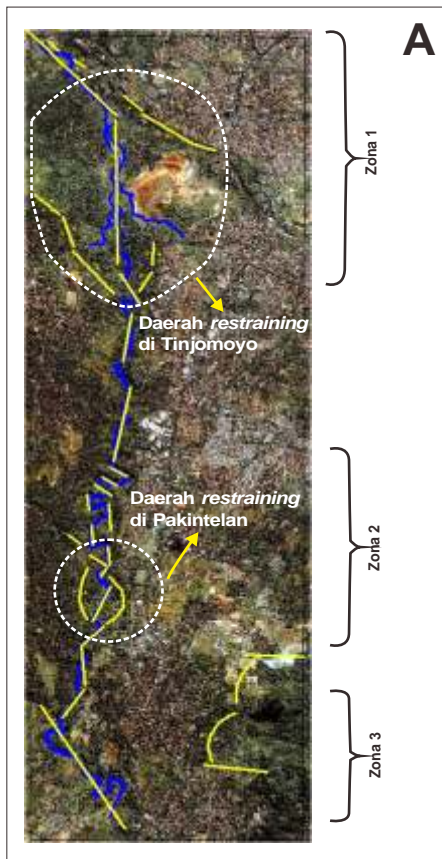 A
Zona 1
Daerah restraining
di Tinjomoyo
Daerah restraining
di Pakintelan
Zona 2
Zona 3